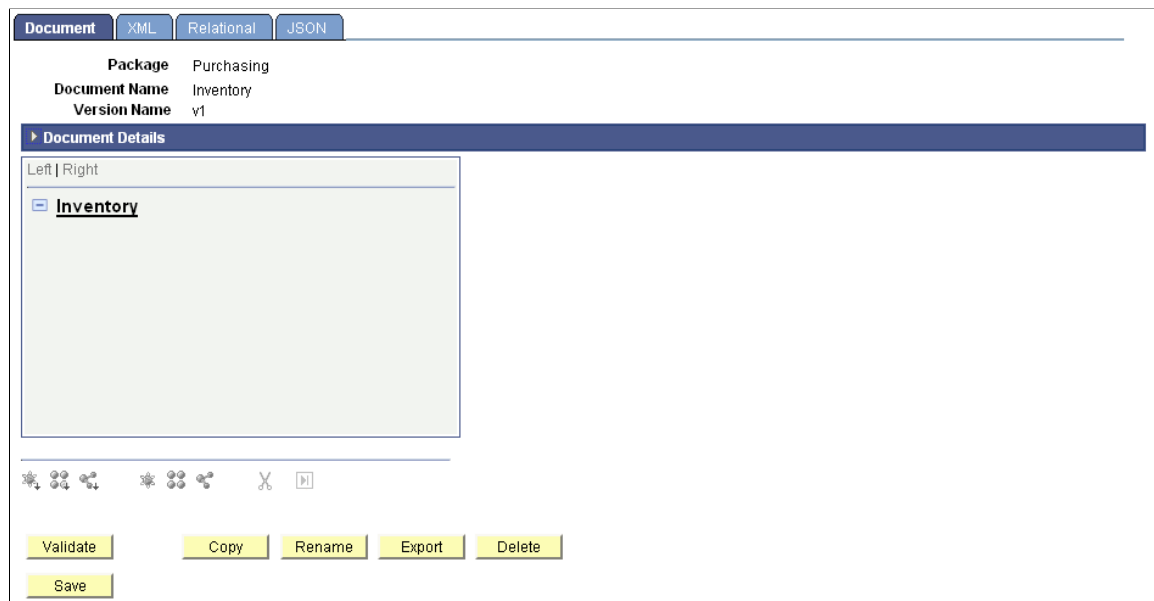 Document XML Relational JSON
Package Purchasing
Document Name Inventory
Version Name v1
Document Details
Left | Right
Inventory
Validate Copy Rename Export Delete
Save